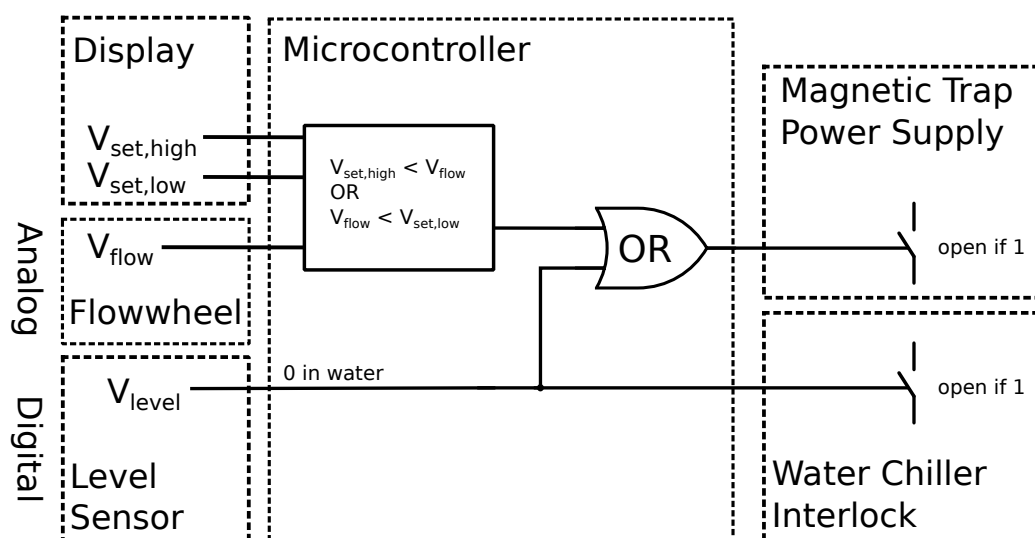 Display
V_set,high
V_set,low
Analog
V_flow
Flowwheel
Digital
V_level
Level
Sensor
Microcontroller
V_set,high < V_flow
OR
V_flow < V_set,low
OR
0 in water
Magnetic Trap
Power Supply
open if 1
open if 1
Water Chiller
Interlock